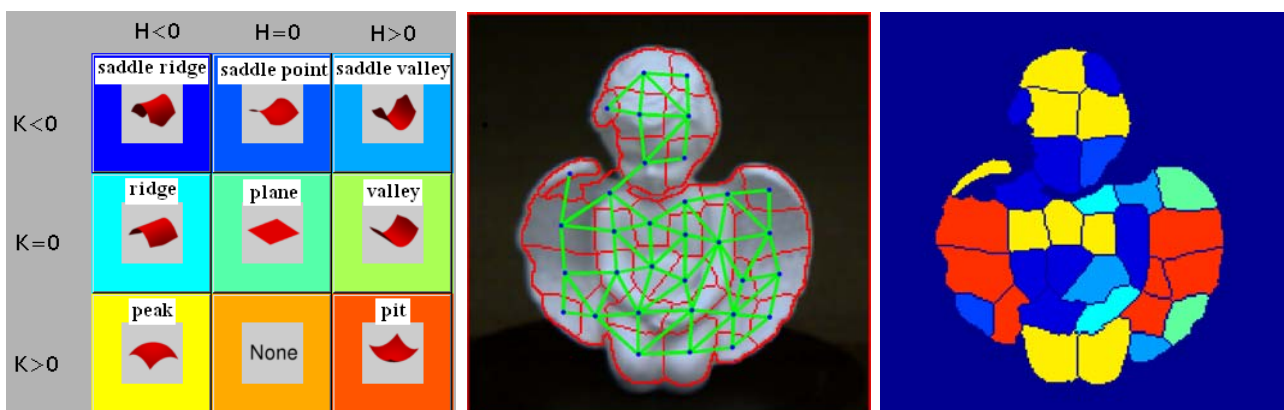 H<0 H=0 H>0
saddle ridge saddle point saddle valley
K<0
ridge plane valley
K=0
peak pit
None
K>0